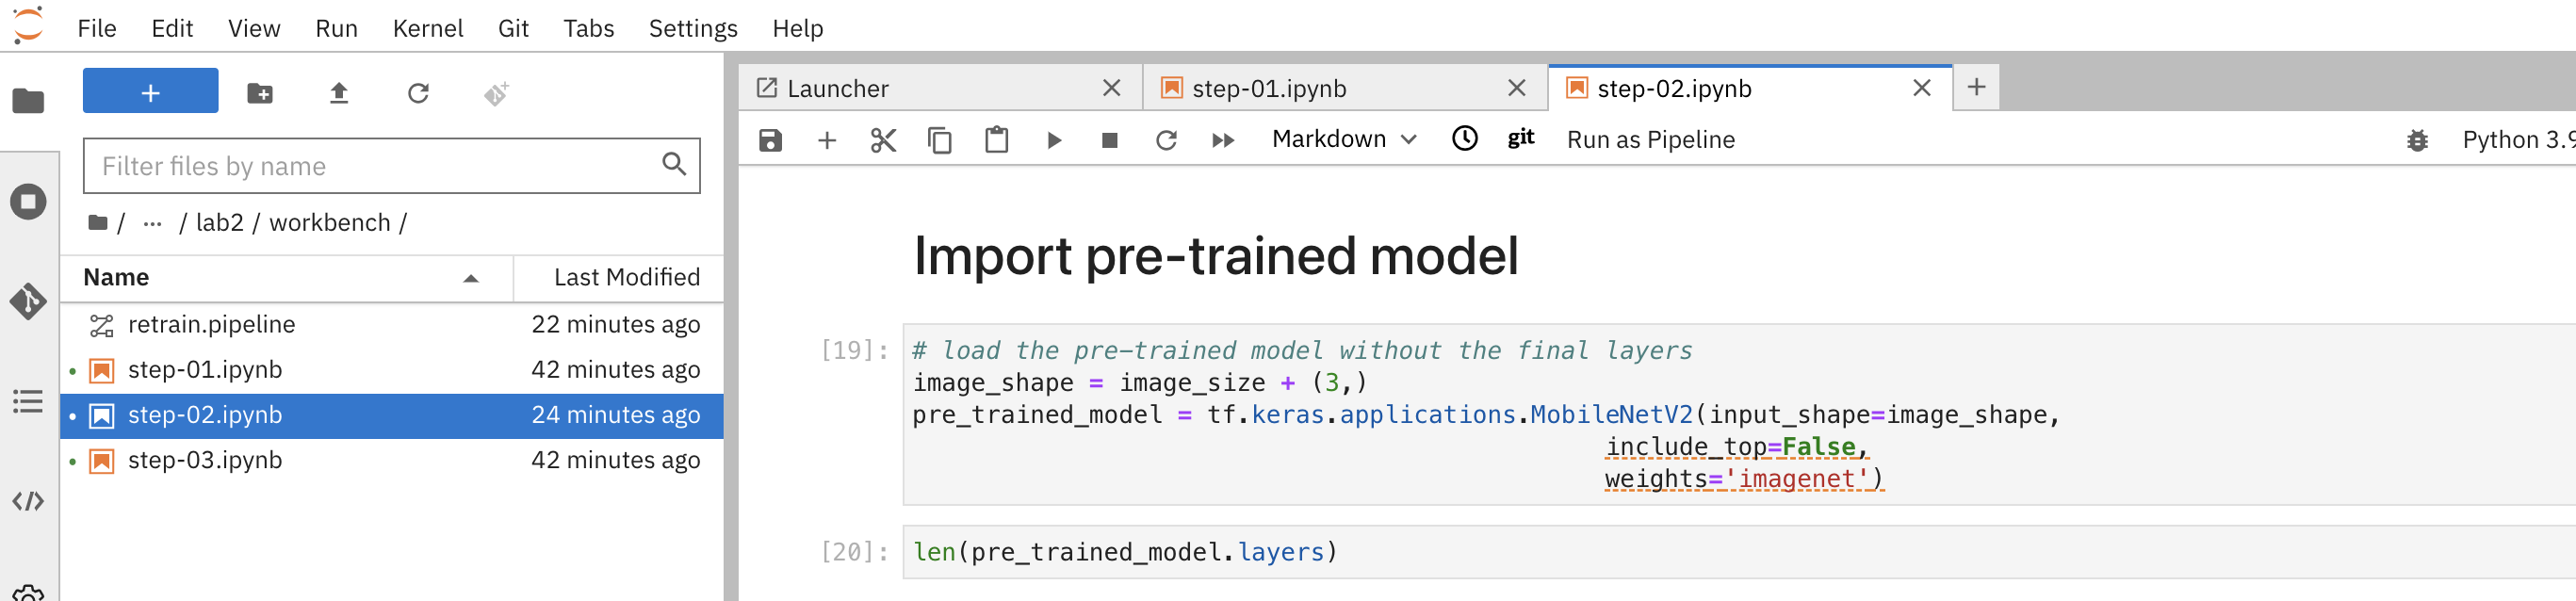 File Edit View Run Kernel Git Tabs Settings Help
+
Filter files by name
/ ... / lab2 / workbench /
Name Last Modified
retrain.pipeline 22 minutes ago
step-01.ipynb 42 minutes ago
step-02.ipynb 24 minutes ago
step-03.ipynb 42 minutes ago
Launcher
step-01.ipynb
step-02.ipynb
Markdown git Run as Pipeline Python 3.9
Import pre-trained model
[19]: # load the pre-trained model without the final layers
image_shape = image_size + (3,)
pre_trained_model = tf.keras.applications.MobileNetV2(input_shape=image_shape,
include_top=False,
weights='imagenet')
[20]: len(pre_trained_model.layers)